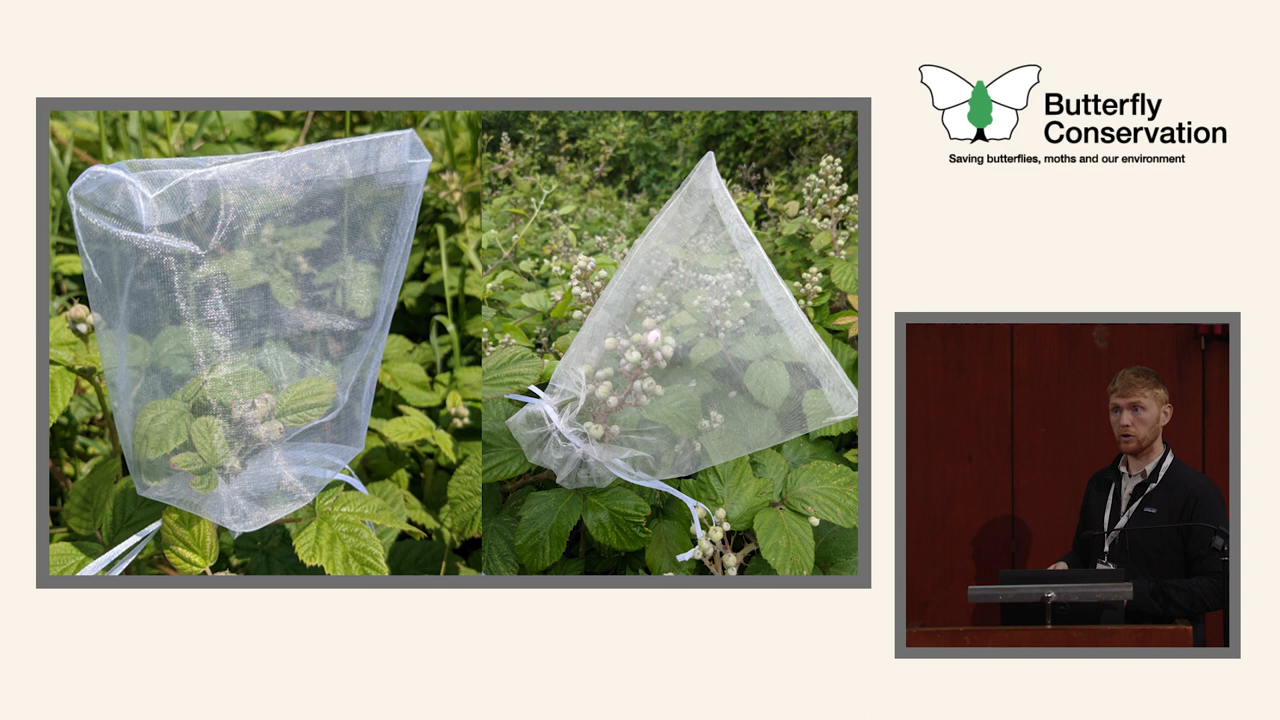 Butterfly
Conservation
Saving butterflies, moths and our environment